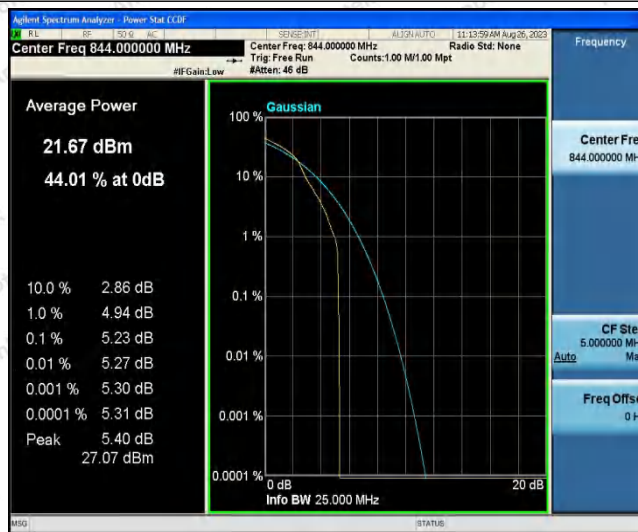 Agilent Spectrum Analyzer - Power Stat CCDF
RL RF 50 Ω AC SENSE:INT ALIGN AUTO 11:13:59 AM Aug 26, 2023
Center Freq 844.000000 MHz
Center Freq: 844.000000 MHz Radio Std: None
Trig: Free Run Counts:1.00 M/1.00 Mpt
#IFGain:Low #Atten: 46 dB
Frequency
Average Power
21.67 dBm
44.01 % at 0dB
10.0 % 2.86 dB
1.0 % 4.94 dB
0.1 % 5.23 dB
0.01 % 5.27 dB
0.001 % 5.30 dB
0.0001 % 5.31 dB
Peak 5.40 dB
27.07 dBm
Gaussian
100 %
10 %
1 %
0.1 %
0.01 %
0.001 %
0.0001 %
0 dB 20 dB
Info BW 25.000 MHz
Center Fre
844.000000 MH
CF Ste
5.000000 MH
Auto Ma
Freq Offse
0 H
MSG STATUS